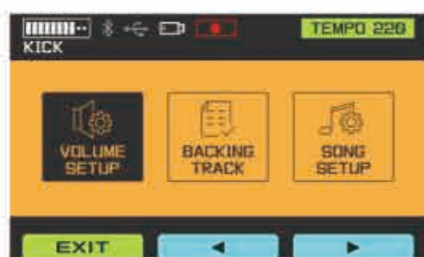 TEMPO 220
KICK
VOLUME
SETUP
BACKING
TRACK
SONG
SETUP
EXIT